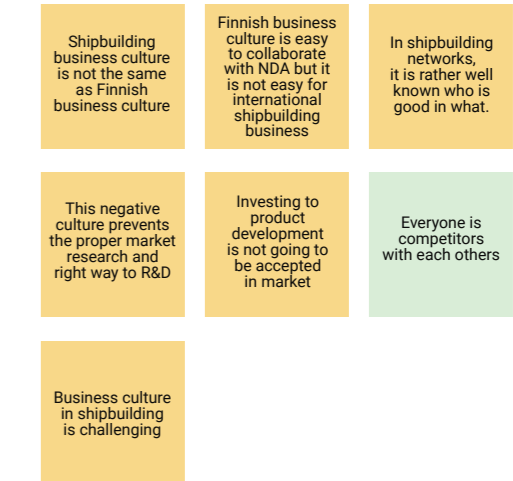 Shipbuilding
business culture
is not the same
as Finnish
business culture
Finnish business
culture is easy
to collaborate
with NDA but it
is not easy for
international
shipbuilding
business
In shipbuilding
networks,
it is rather well
known who is
good in what.
This negative
culture prevents
the proper market
research and
right way to R&D
Investing to
product
development
is not going to
be accepted
in market
Everyone is
competitors
with each others
Business culture
in shipbuilding
is challenging